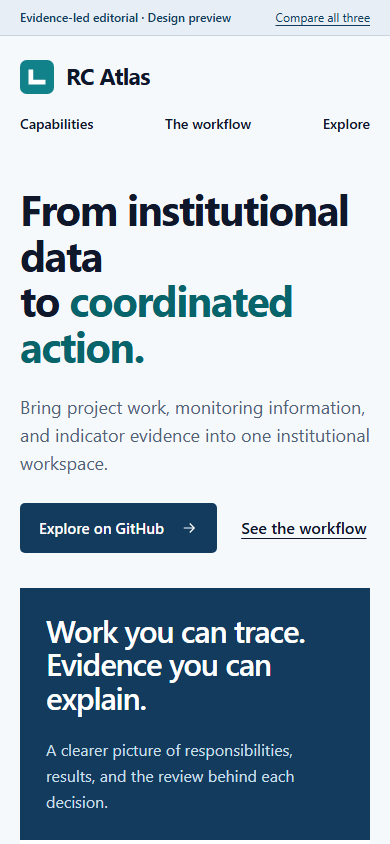 Evidence-led editorial · Design preview
Compare all three
RC Atlas
Capabilities
The workflow
Explore
From institutional
data
to coordinated
action.
Bring project work, monitoring information,
and indicator evidence into one institutional
workspace.
Explore on GitHub →
See the workflow
Work you can trace.
Evidence you can
explain.
A clearer picture of responsibilities,
results, and the review behind each
decision.